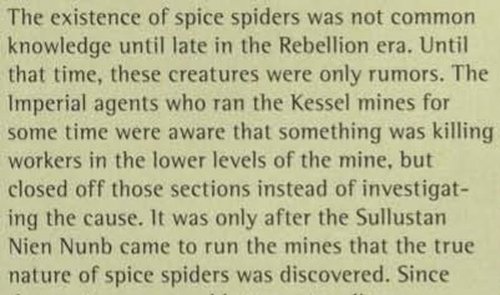 The existence of spice spiders was not common
knowledge until late in the Rebellion era. Until
that time, these creatures were only rumors. The
Imperial agents who ran the Kessel mines for
some time were aware that something was killing
workers in the lower levels of the mine, but
closed off those sections instead of investigat-
ing the cause. It was only after the Sullustan
Nien Nunb came to run the mines that the true
nature of spice spiders was discovered. Since